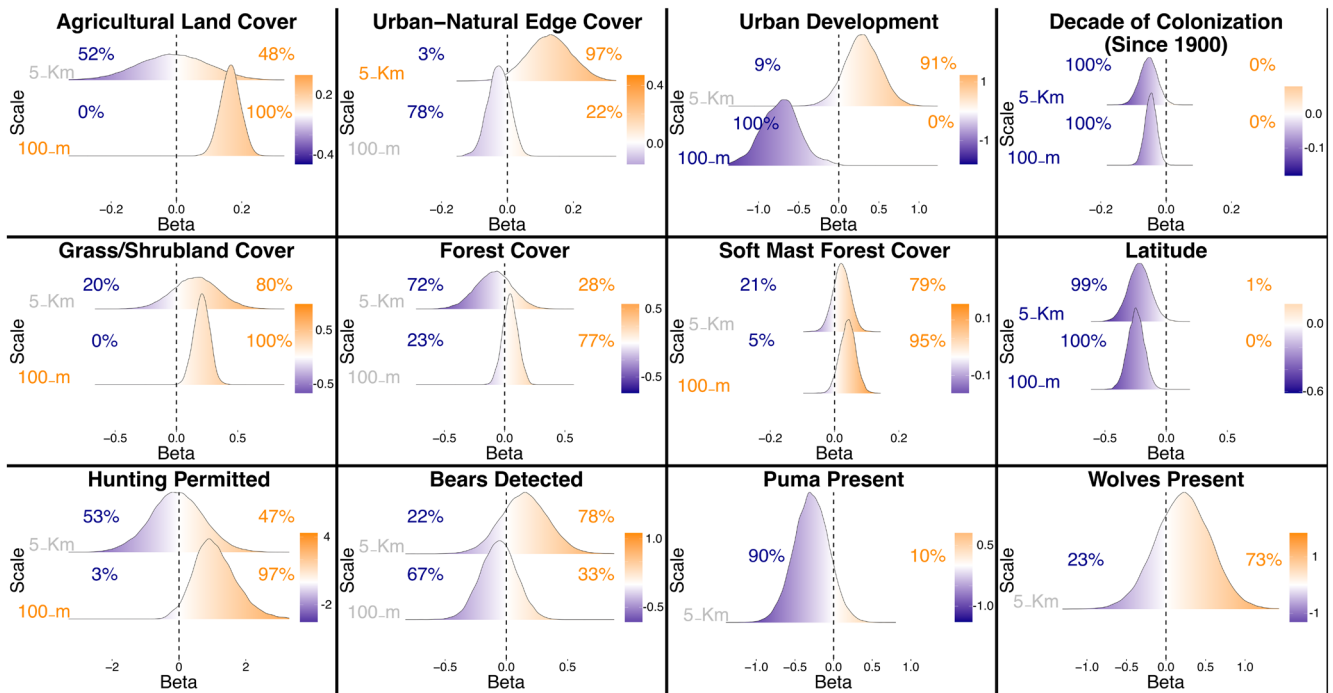 Agricultural Land Cover
52% 48%
5_Km
0% 100%
100_m
Scale
0.2
-0.4
−0.2 0.0 0.2
Beta
Urban−Natural Edge Cover
3% 97%
5_Km
78% 22%
100_m
Scale
0.4
0.0
−0.2 0.0 0.2
Beta
Urban Development
9% 91%
5_Km
100% 0%
100_m
Scale
1
-1
−1.0 −0.5 0.0 0.5 1.0
Beta
Decade of Colonization
(Since 1900)
100% 0%
5_Km
100% 0%
100_m
Scale
0.0
-0.1
−0.2 0.0 0.2
Beta
Grass/Shrubland Cover
20% 80%
5_Km
0% 100%
100_m
Scale
0.5
-0.5
−0.5 0.0 0.5
Beta
Forest Cover
72% 28%
5_Km
23% 77%
100_m
Scale
0.5
-0.5
−0.5 0.0 0.5
Beta
Soft Mast Forest Cover
21% 79%
5_Km
5% 95%
100_m
Scale
0.1
-0.1
−0.2 0.0 0.2
Beta
Latitude
99% 1%
5_Km
100% 0%
100_m
Scale
0.0
-0.6
−0.5 0.0 0.5
Beta
Hunting Permitted
53% 47%
5_Km
3% 97%
100_m
Scale
4
-2
−2 0 2
Beta
Bears Detected
22% 78%
5_Km
67% 33%
100_m
Scale
1.0
-0.5
−0.5 0.0 0.5
Beta
Puma Present
90% 10%
5_Km
Scale
0.5
-1.0
−1.0 −0.5 0.0 0.5 1.0
Beta
Wolves Present
23% 73%
5_Km
Scale
1
-1
−1.0 −0.5 0.0 0.5 1.0
Beta